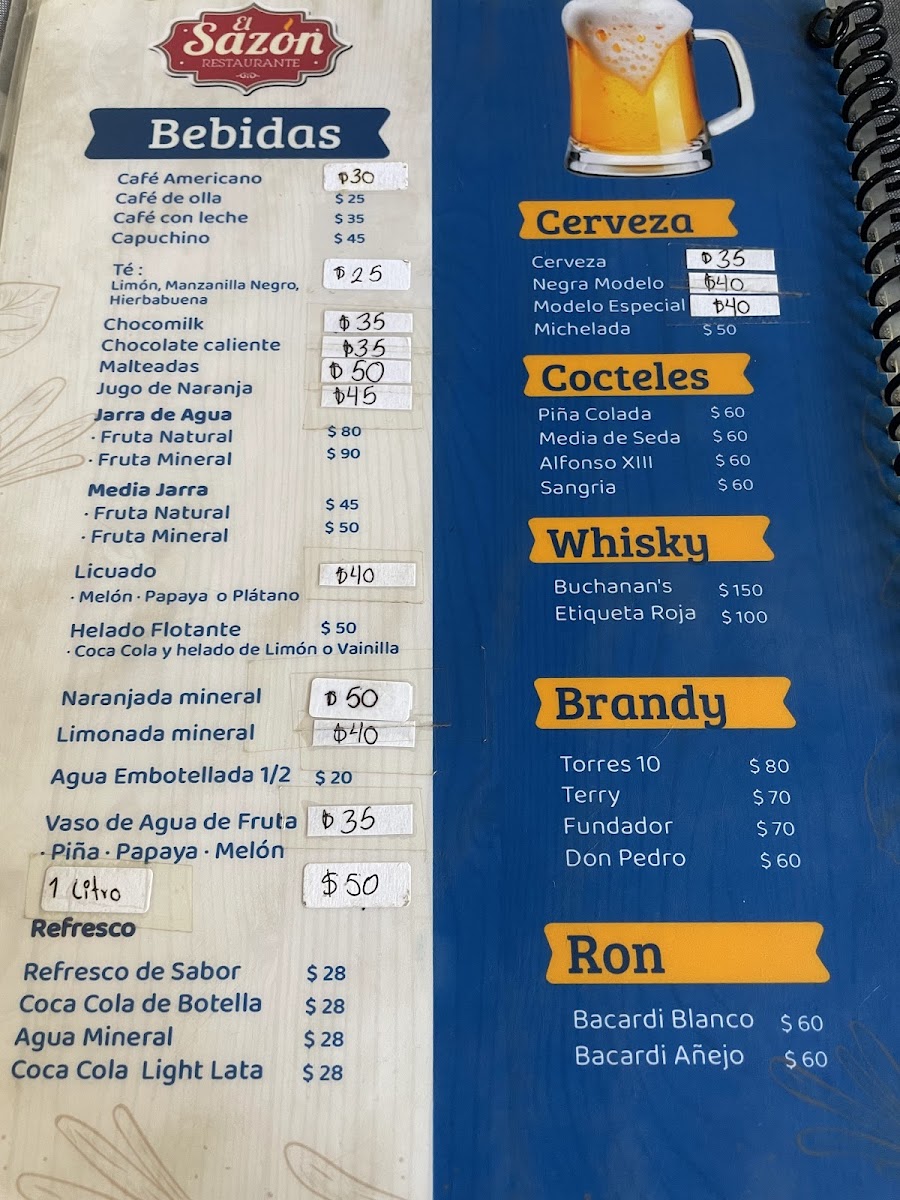 El
Sazón
RESTAURANTE
GIO
Bebidas
Café Americano $30
Café de olla $ 25
Café con leche $ 35
Capuchino $ 45
Té : $25
Limón, Manzanilla Negro,
Hierbabuena
Chocomilk $35
Chocolate caliente $35
Malteadas $50
Jugo de Naranja $45
Jarra de Agua
· Fruta Natural $ 80
· Fruta Mineral $ 90
Media Jarra
· Fruta Natural $ 45
· Fruta Mineral $ 50
Licuado $40
· Melón · Papaya o Plátano
Helado Flotante $ 50
· Coca Cola y helado de Limón o Vainilla
Naranjada mineral $50
Limonada mineral $40
Agua Embotellada 1/2 $ 20
Vaso de Agua de Fruta $35
· Piña · Papaya · Melón
1 Litro $50
Refresco
Refresco de Sabor $ 28
Coca Cola de Botella $ 28
Agua Mineral $ 28
Coca Cola Light Lata $ 28
Cerveza
Cerveza $35
Negra Modelo $40
Modelo Especial $40
Michelada $ 50
Cocteles
Piña Colada $ 60
Media de Seda $ 60
Alfonso XIII $ 60
Sangria $ 60
Whisky
Buchanan's $ 150
Etiqueta Roja $ 100
Brandy
Torres 10 $ 80
Terry $ 70
Fundador $ 70
Don Pedro $ 60
Ron
Bacardi Blanco $ 60
Bacardi Añejo $ 60